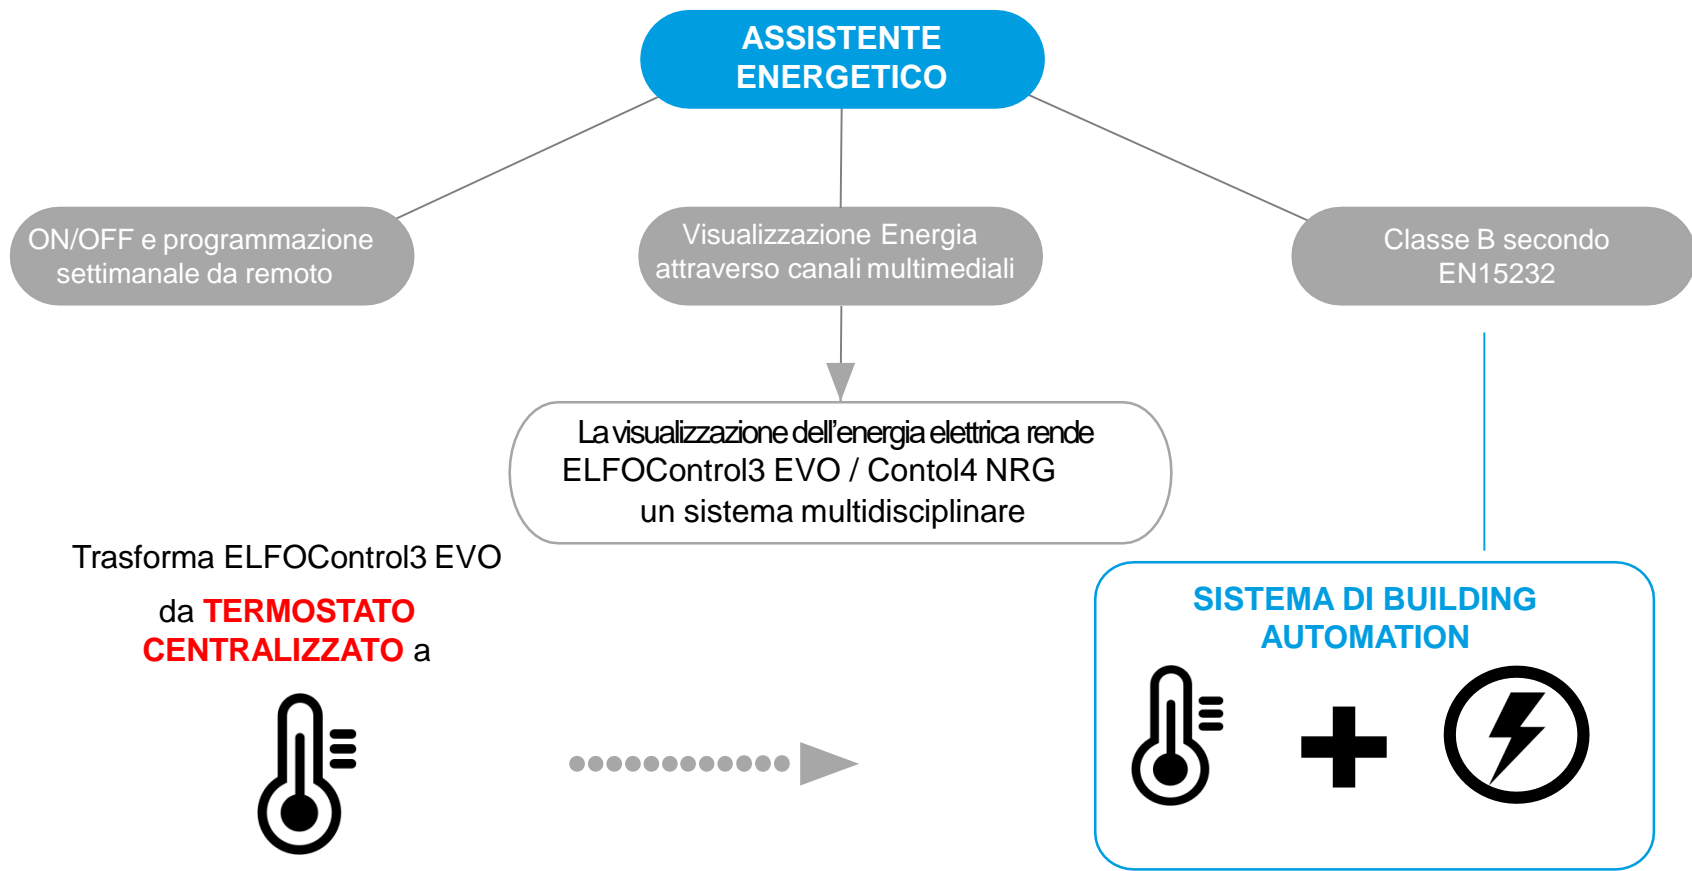 ASSISTENTE
ENERGETICO
ON/OFF e programmazione
settimanale da remoto
Visualizzazione Energia
attraverso canali multimediali
Classe B secondo
EN15232
La visualizzazione dell’energia elettrica rende
ELFOControl3 EVO / Contol4 NRG
un sistema multidisciplinare
Trasforma ELFOControl3 EVO
da TERMOSTATO
CENTRALIZZATO a
SISTEMA DI BUILDING
AUTOMATION